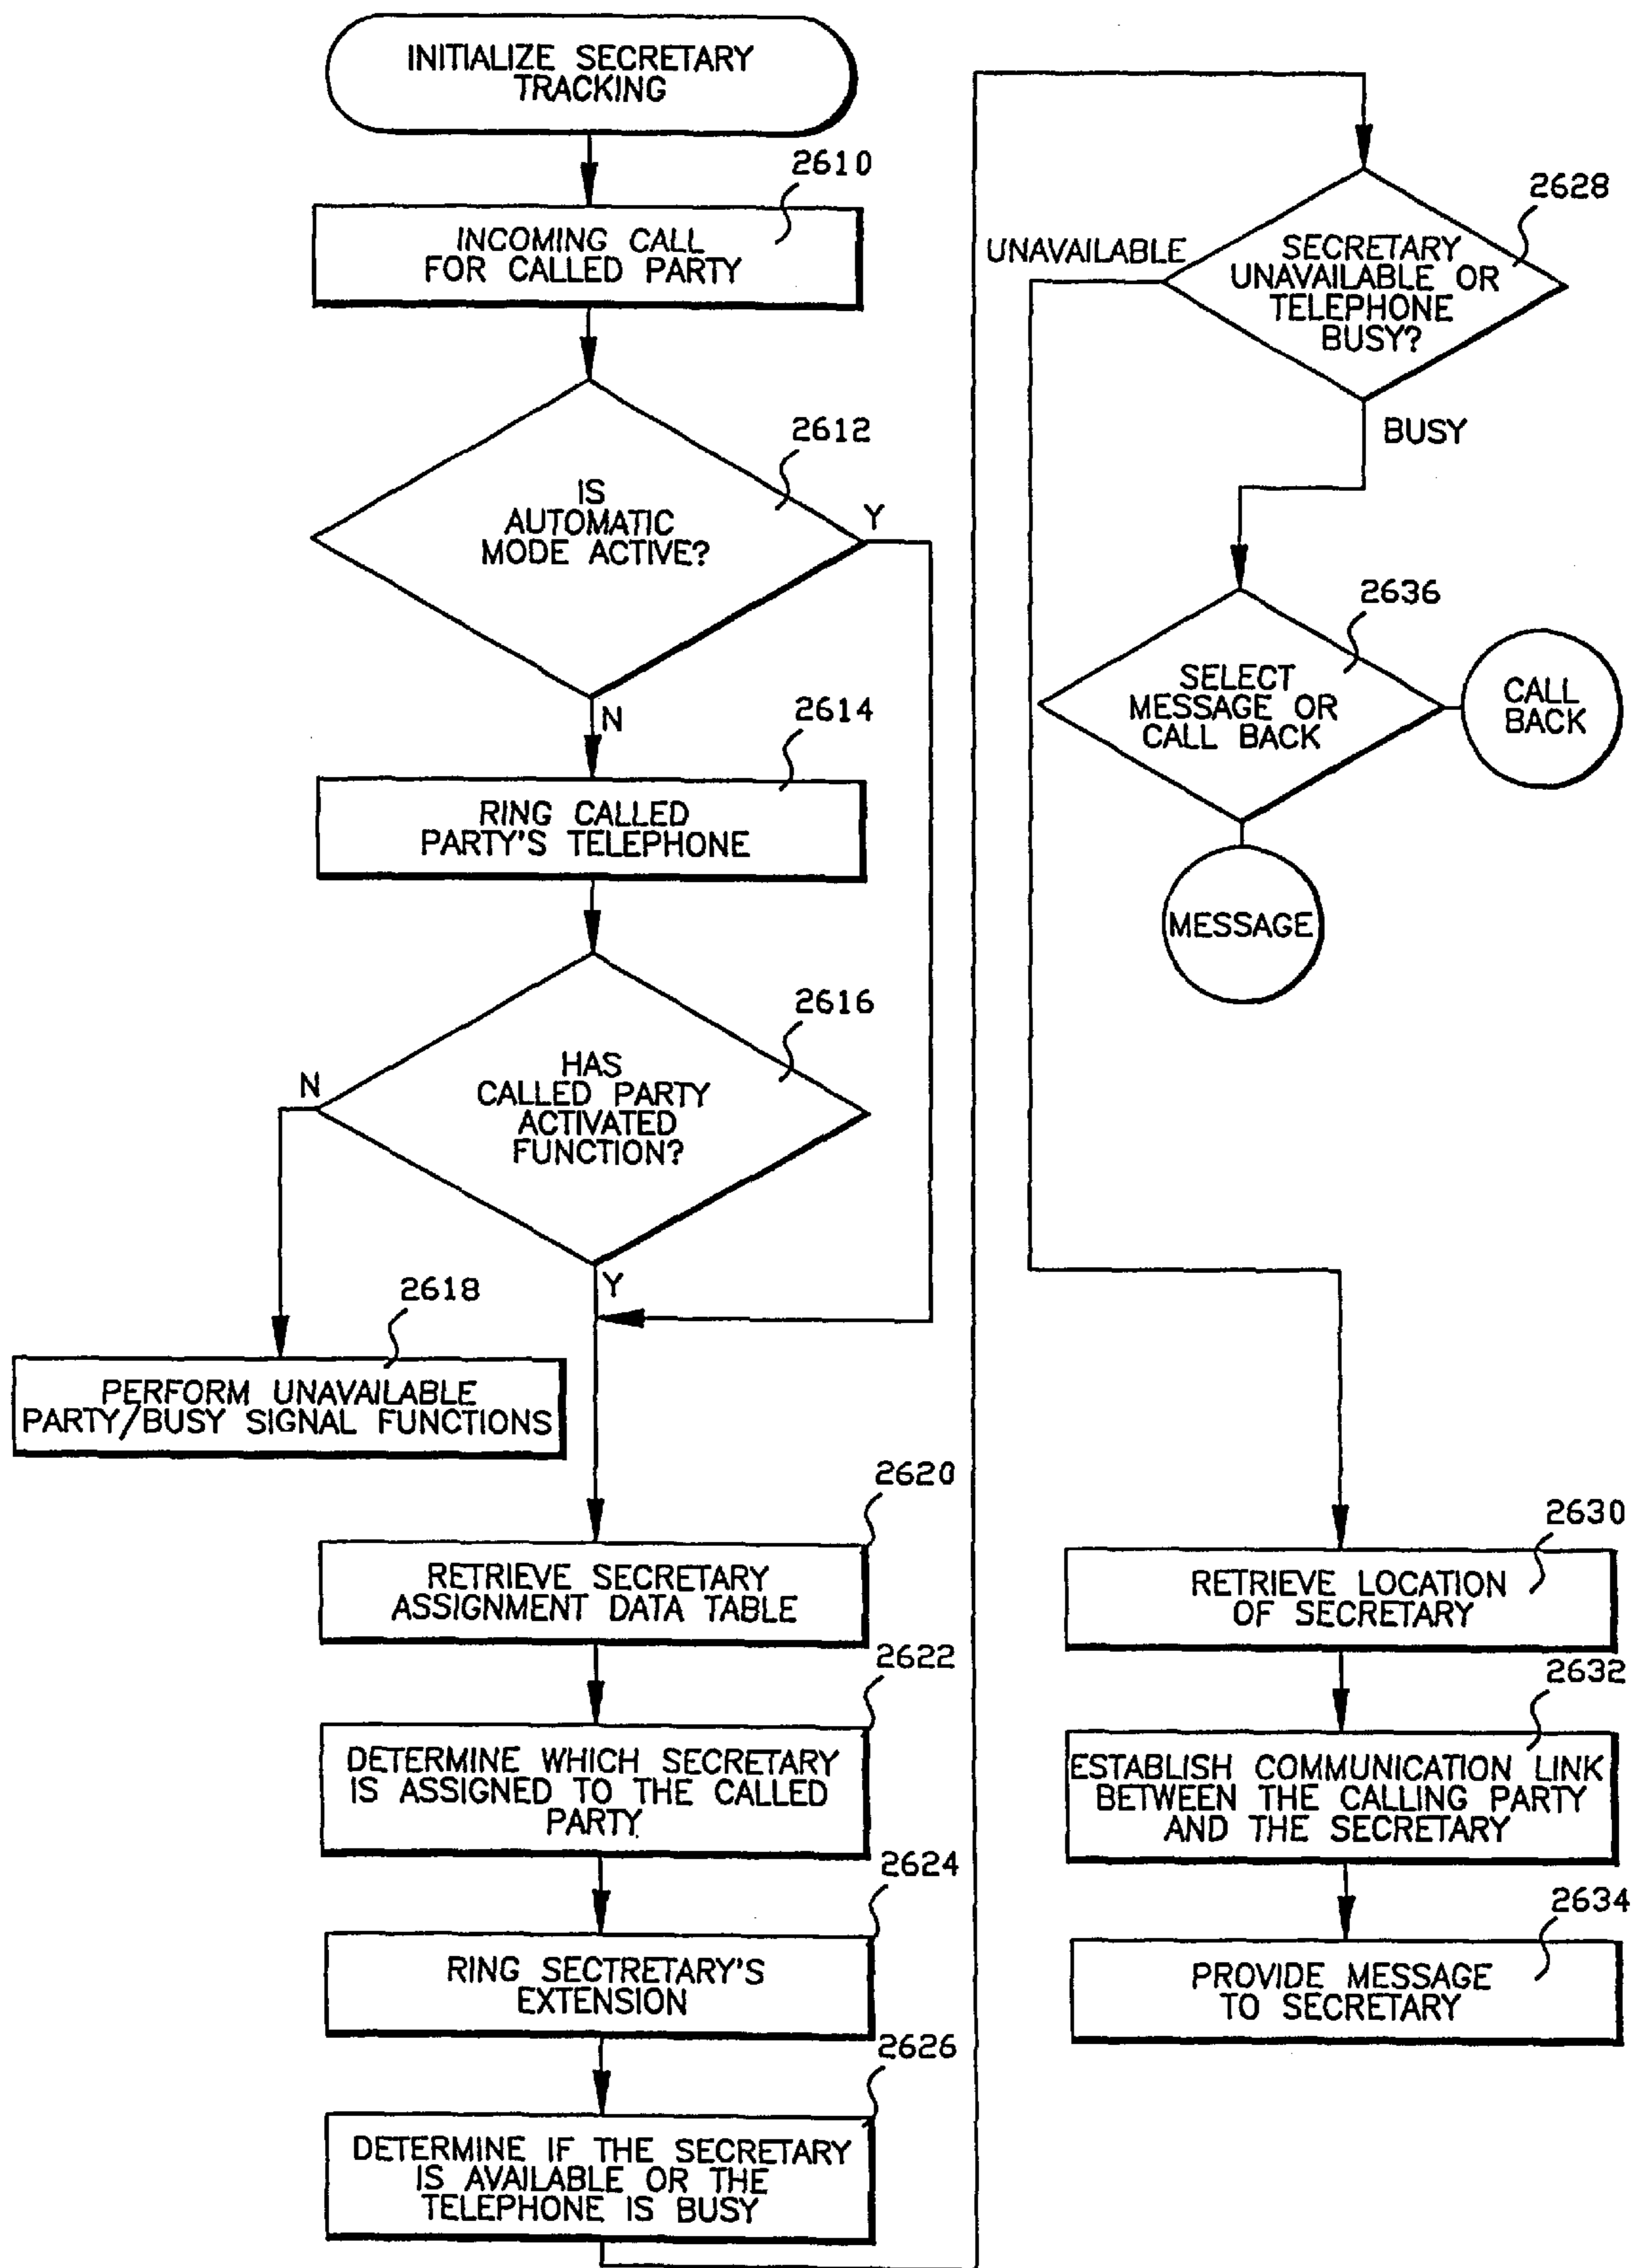 INITIALIZE SECRETARY
TRACKING
2610
INCOMING CALL
FOR CALLED PARTY
2612
IS
AUTOMATIC
MODE ACTIVE?
Y
N
2614
RING CALLED
PARTY'S TELEPHONE
2616
HAS
CALLED PARTY
ACTIVATED
FUNCTION?
N
Y
2618
PERFORM UNAVAILABLE
PARTY/BUSY SIGNAL FUNCTIONS
2620
RETRIEVE SECRETARY
ASSIGNMENT DATA TABLE
2622
DETERMINE WHICH SECRETARY
IS ASSIGNED TO THE CALLED
PARTY
2624
RING SECTRETARY'S
EXTENSION
2626
DETERMINE IF THE SECRETARY
IS AVAILABLE OR THE
TELEPHONE IS BUSY
2628
UNAVAILABLE
SECRETARY
UNAVAILABLE OR
TELEPHONE
BUSY?
BUSY
2636
SELECT
MESSAGE OR
CALL BACK
CALL
BACK
MESSAGE
2630
RETRIEVE LOCATION
OF SECRETARY
2632
ESTABLISH COMMUNICATION LINK
BETWEEN THE CALLING PARTY
AND THE SECRETARY
2634
PROVIDE MESSAGE
TO SECRETARY